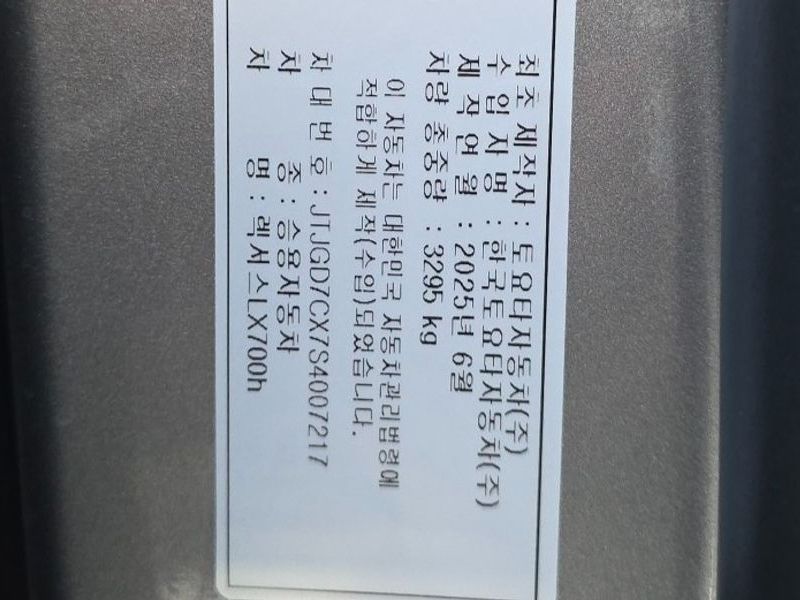 최초 제작사 : 토요타자동차(주)
수 입 자 명 : 한국토요타자동차(주)
제 작 연 월 : 2025년 6월
차량 총중량 : 3295 kg
이 자동차는 대한민국 자동차관리법령에
적합하게 제작(수입)되었습니다.
차 대 번 호 : JTJGD7CX7S4007217
차 종 : 승용자동차
차 명 : 렉서스LX700h